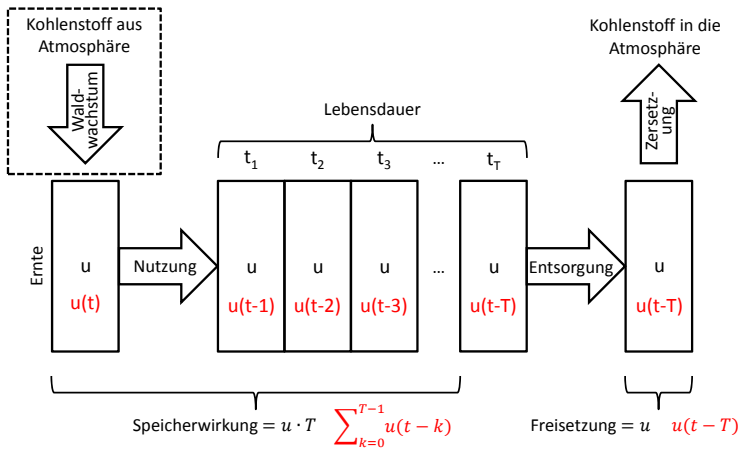 Kohlenstoff aus
Atmosphäre
Kohlenstoff in die
Atmosphäre
Wald-
wachstum
Zersetz-
ung
Lebensdauer
t₁ t₂ t₃ ... t_T
Ernte
u Nutzung u u u ... u Entsorgung u
u(t) u(t-1) u(t-2) u(t-3) u(t-T) u(t-T)
Speicherwirkung = u · T ∑_{k=0}^{T−1} u(t − k)
Freisetzung = u u(t − T)